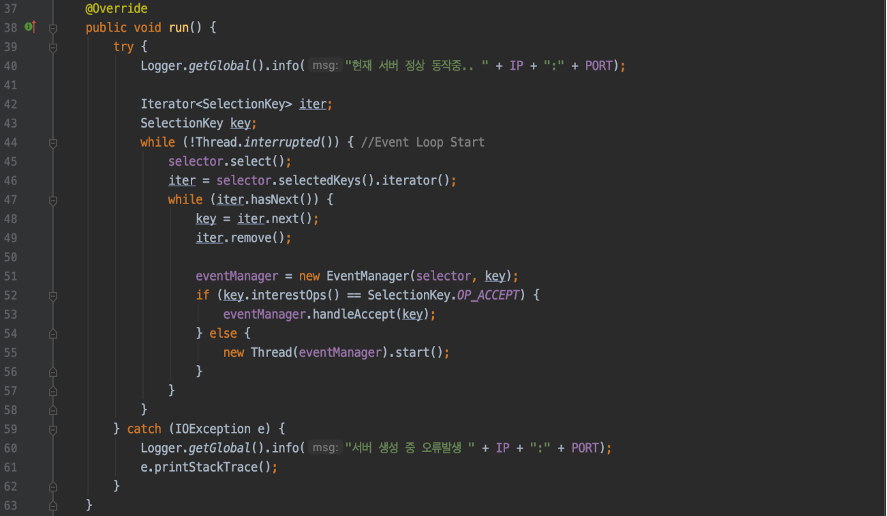 37 @Override
38 public void run() {
39 try {
40 Logger.getGlobal().info( msg: "현재 서버 정상 동작중.. " + IP + ":" + PORT);
41
42 Iterator<SelectionKey> iter;
43 SelectionKey key;
44 while (!Thread.interrupted()) { //Event Loop Start
45 selector.select();
46 iter = selector.selectedKeys().iterator();
47 while (iter.hasNext()) {
48 key = iter.next();
49 iter.remove();
50
51 eventManager = new EventManager(selector, key);
52 if (key.interestOps() == SelectionKey.OP_ACCEPT) {
53 eventManager.handleAccept(key);
54 } else {
55 new Thread(eventManager).start();
56 }
57 }
58 }
59 } catch (IOException e) {
60 Logger.getGlobal().info( msg: "서버 생성 중 오류발생 " + IP + ":" + PORT);
61 e.printStackTrace();
62 }
63 }